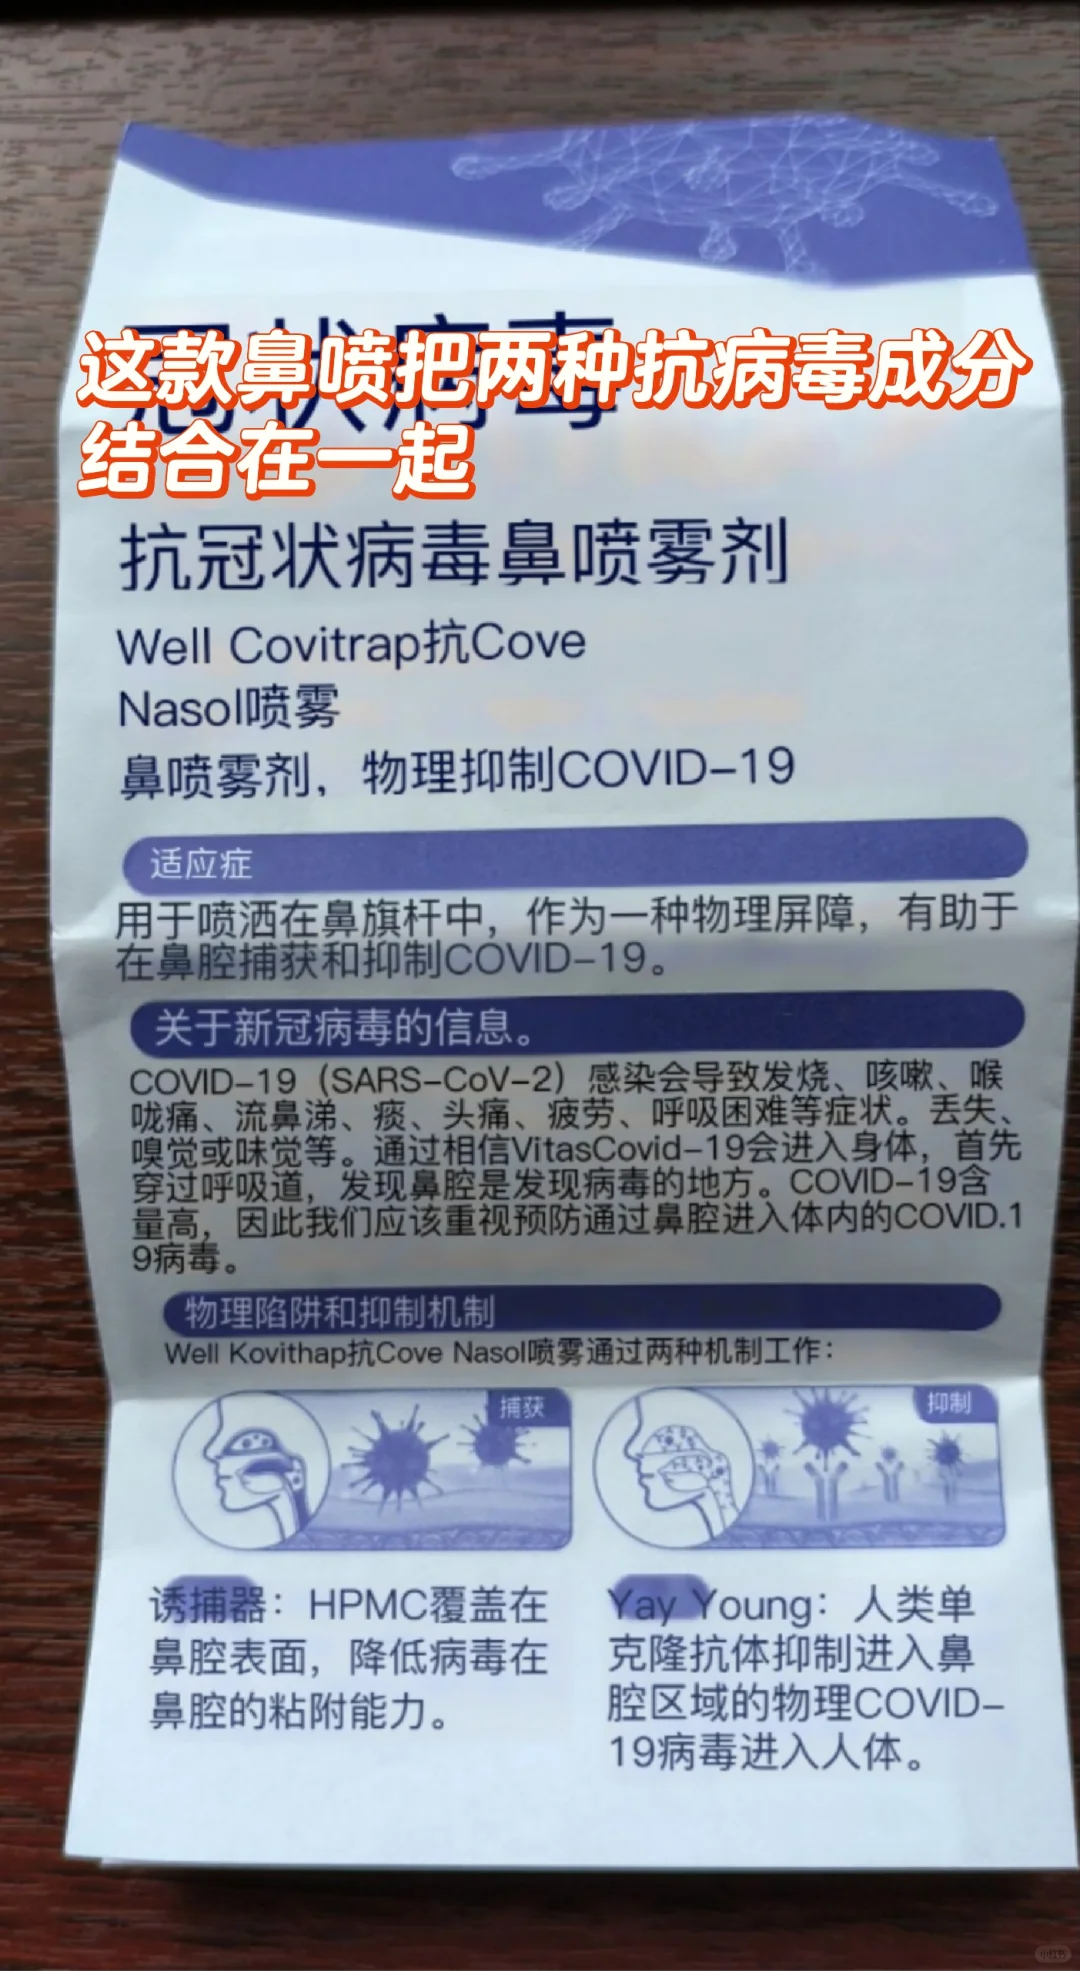 这款鼻喷把两种抗病毒成分
结合在一起
冠状病毒
抗冠状病毒鼻喷雾剂
Well Covitrap抗Cove
Nasol喷雾
鼻喷雾剂，物理抑制COVID-19
适应症
用于喷洒在鼻旗杆中，作为一种物理屏障，有助于
在鼻腔捕获和抑制COVID-19。
关于新冠病毒的信息。
COVID-19（SARS-CoV-2）感染会导致发烧、咳嗽、喉
咙痛、流鼻涕、痰、头痛、疲劳、呼吸困难等症状。丢失、
嗅觉或味觉等。通过相信VitasCovid-19会进入身体，首先
穿过呼吸道，发现鼻腔是发现病毒的地方。COVID-19含
量高，因此我们应该重视预防通过鼻腔进入体内的COVID.1
9病毒。
物理陷阱和抑制机制
Well Kovithap抗Cove Nasol喷雾通过两种机制工作：
捕获
抑制
诱捕器：HPMC覆盖在
鼻腔表面，降低病毒在
鼻腔的粘附能力。
Yay Young：人类单
克隆抗体抑制进入鼻
腔区域的物理COVID-
19病毒进入人体。
小红书